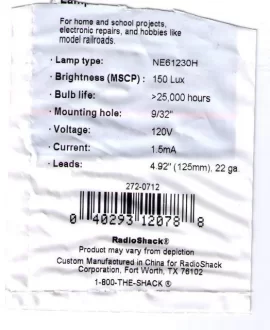 Lamp
For home and school projects,
electronic repairs, and hobbies like
model railroads.
· Lamp type: NE61230H
· Brightness (MSCP) : 150 Lux
· Bulb life: >25,000 hours
· Mounting hole: 9/32"
· Voltage: 120V
· Current: 1.5mA
· Leads: 4.92" (125mm), 22 ga.
272-0712
0 40293 12078 8
RadioShack®
Product may vary from depiction
Custom Manufactured in China for RadioShack
Corporation, Fort Worth, TX 76102
1-800-THE-SHACK ®